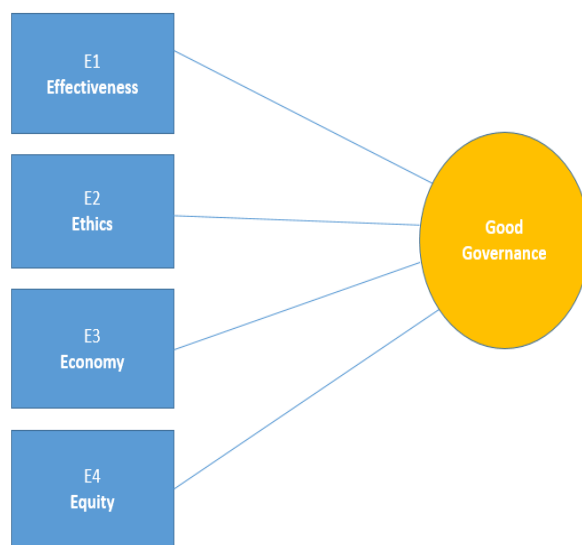 E1
Effectiveness
E2
Ethics
E3
Economy
E4
Equity
Good
Governance